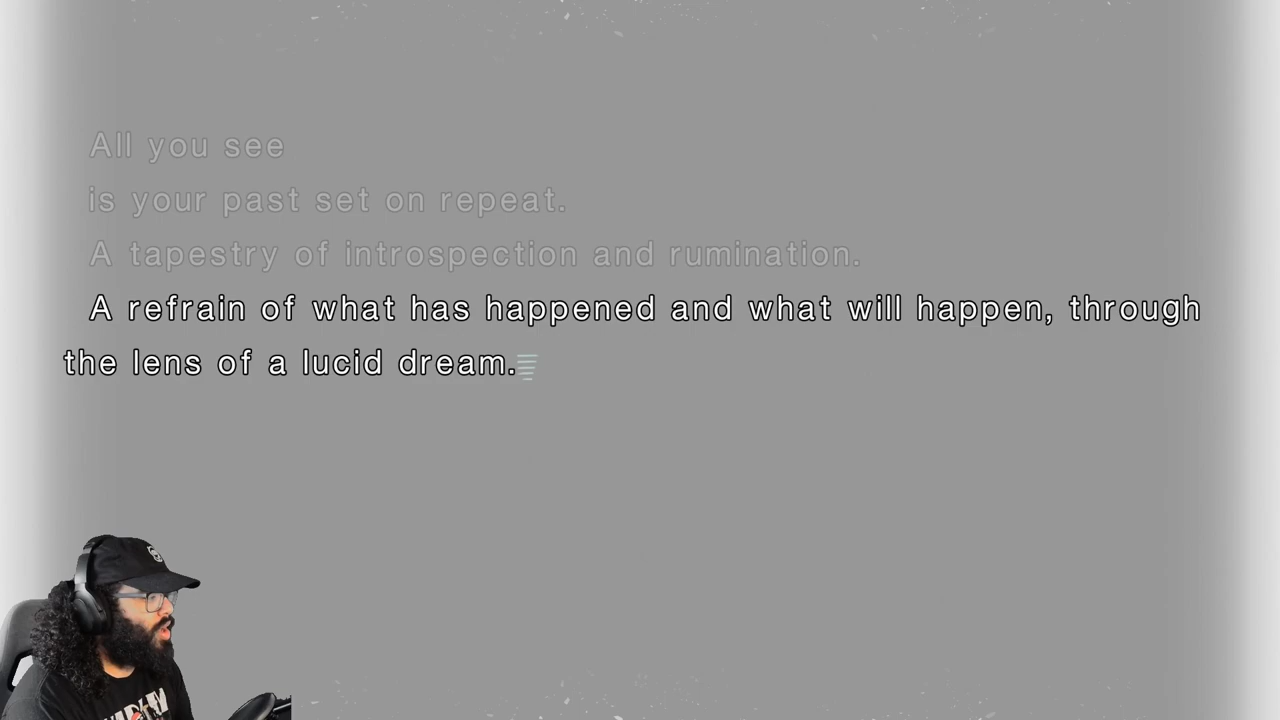 All you see
is your past set on repeat.
A tapestry of introspection and rumination.
A refrain of what has happened and what will happen, through
the lens of a lucid dream.